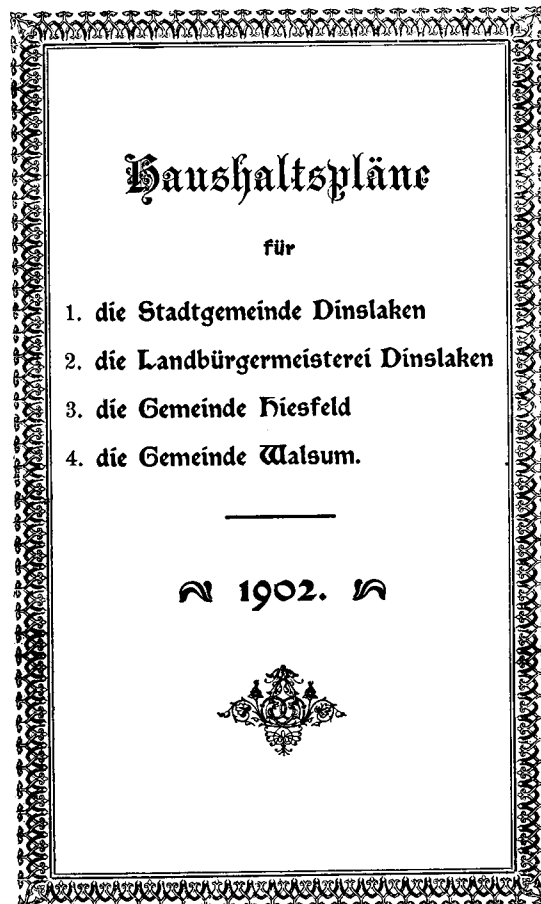 Haushaltspläne
für
1. die Stadtgemeinde Dinslaken
2. die Landbürgermeisterei Dinslaken
3. die Gemeinde Hiesfeld
4. die Gemeinde Walsum.
1902.